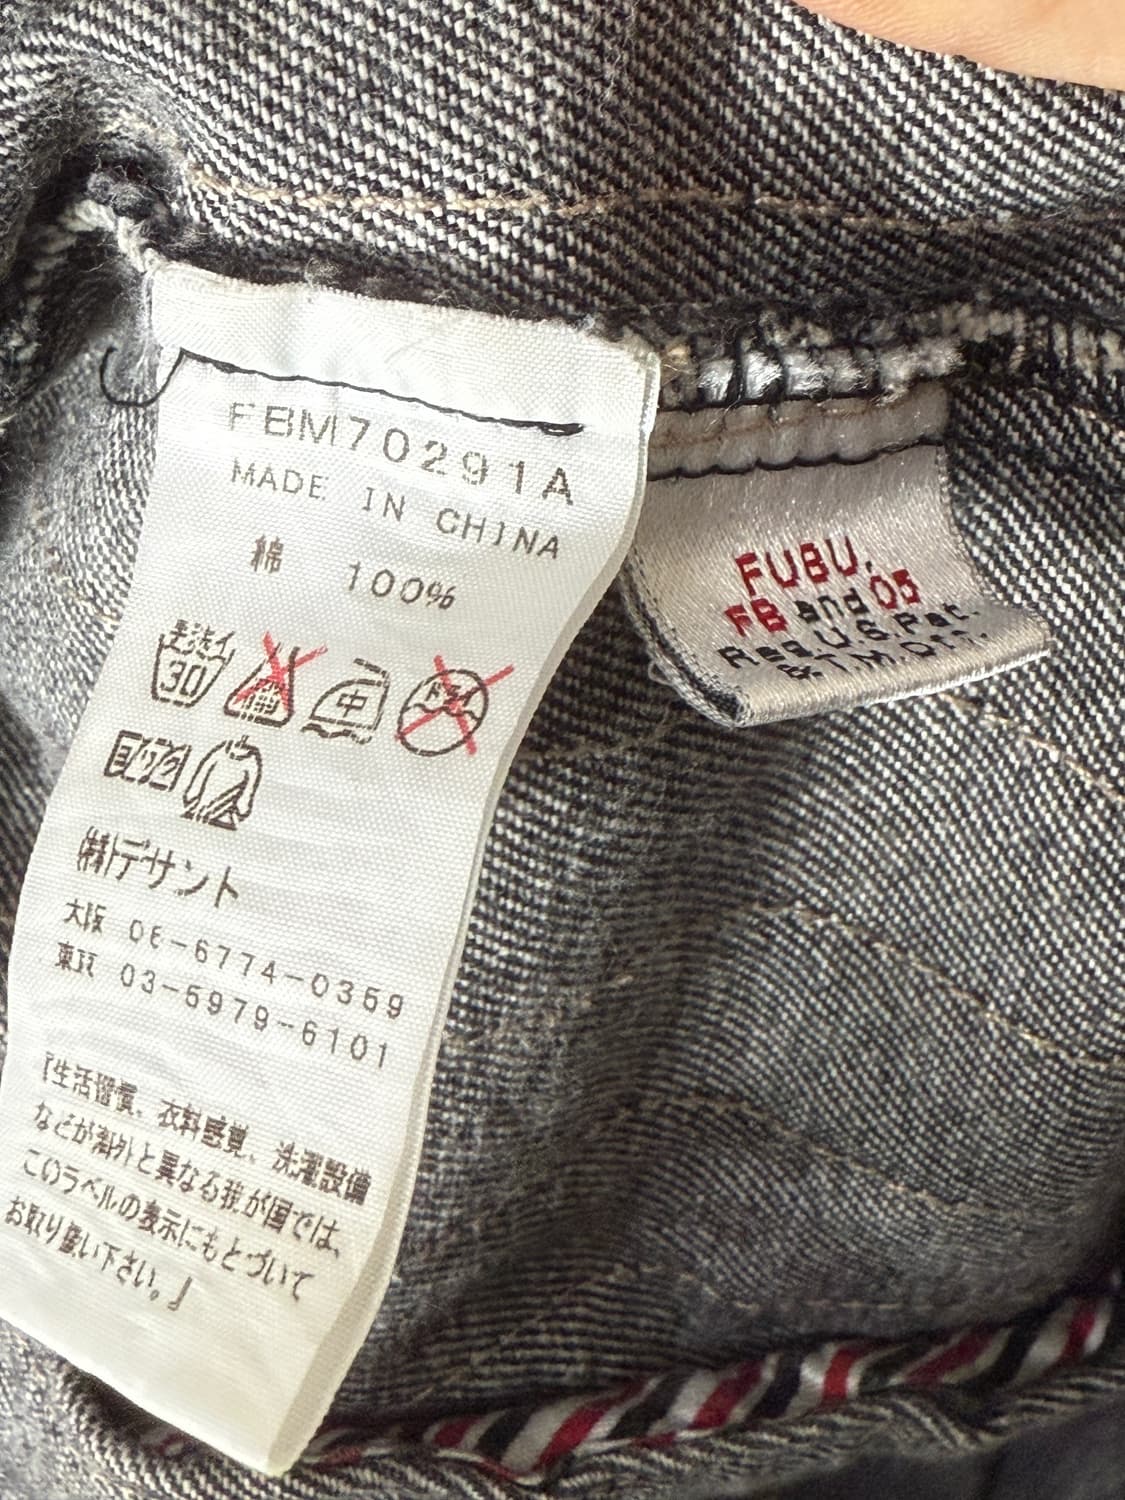 FBM70291A
MADE IN CHINA
綿 100%
手洗イ
30
中
ドライ
㈱デサント
大阪 06-6774-0359
東京 03-5979-6101
『生活習慣、衣料感覚、洗濯設備
などが海外と異なる我が国では、
このラベルの表示にもとづいて
お取り扱い下さい。』
FUBU,
FB and 05
Reg.U.S.Pat.
&T.M.Off.